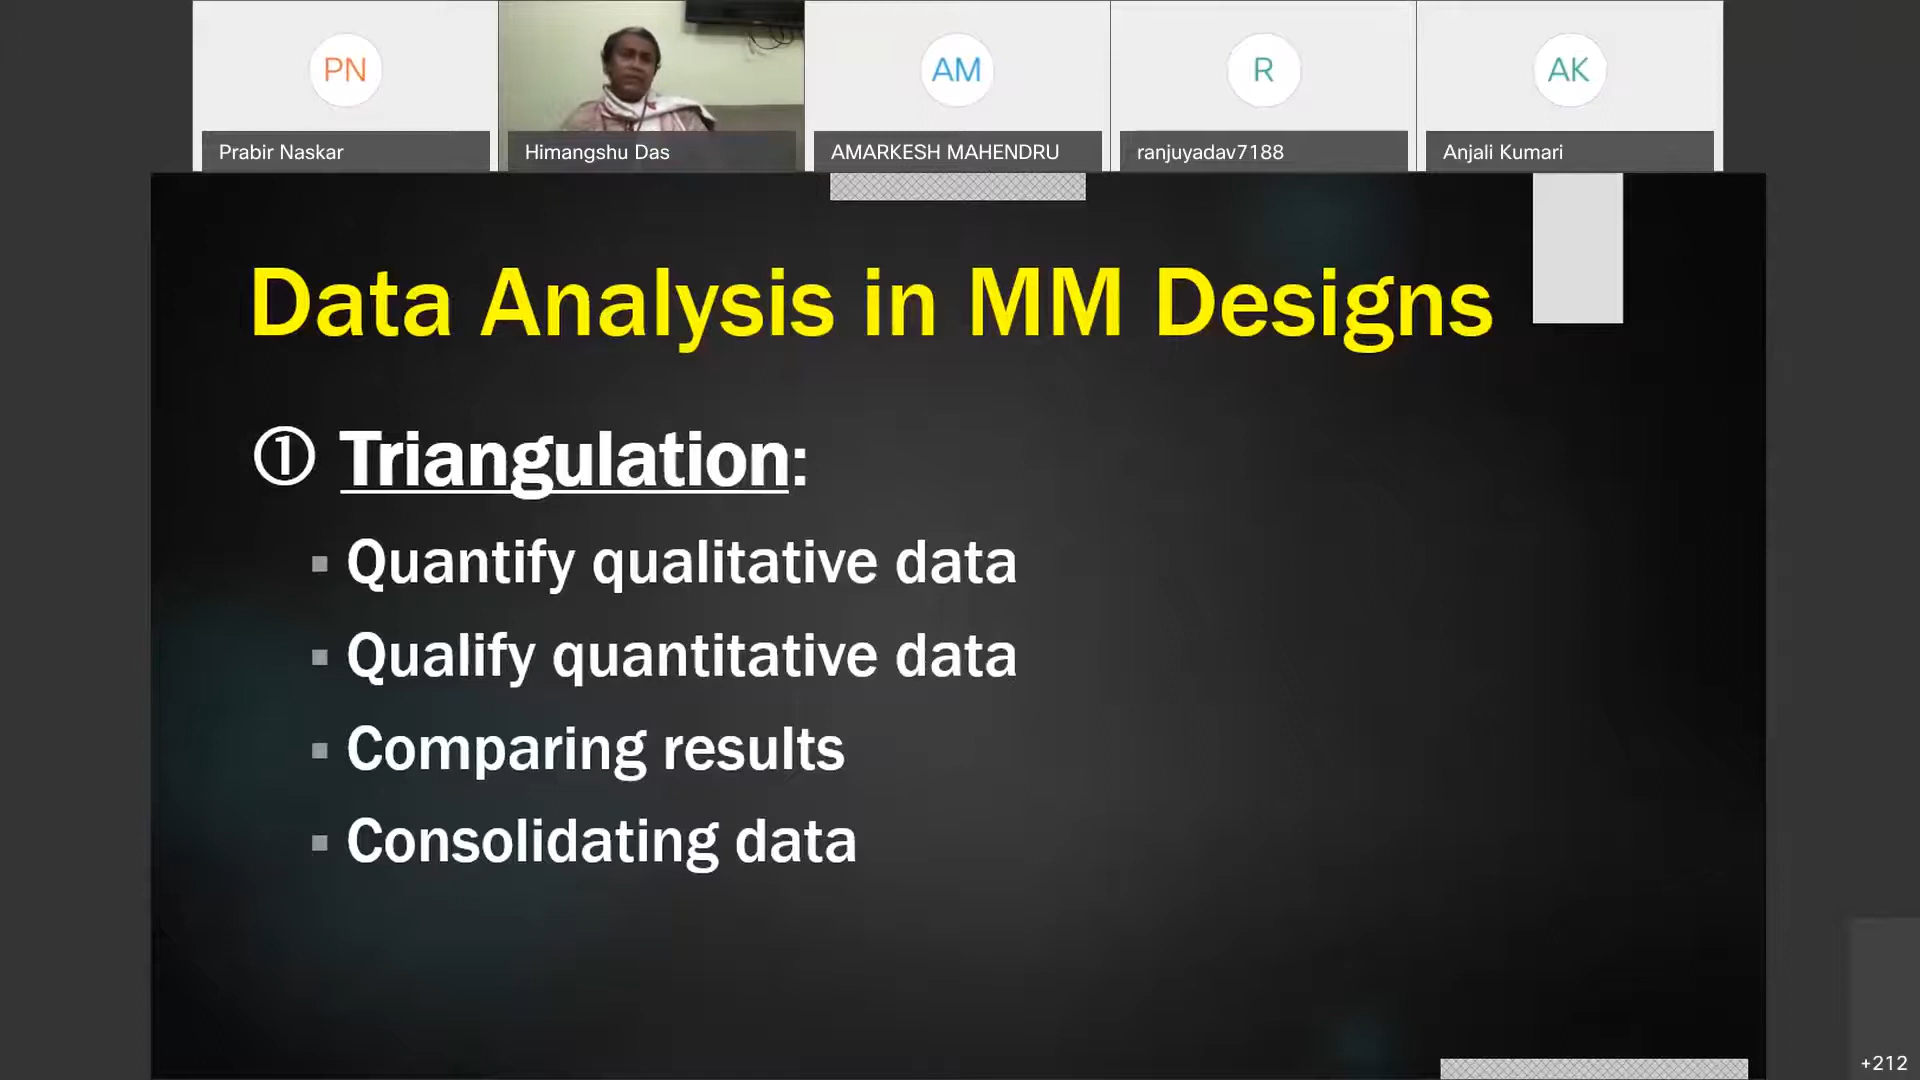 PN
AM
R
AK
Prabir Naskar
Himangshu Das
AMARKESH MAHENDRU
ranjuyadav7188
Anjali Kumari
Data Analysis in MM Designs
① Triangulation:
▪ Quantify qualitative data
▪ Qualify quantitative data
▪ Comparing results
▪ Consolidating data
+212